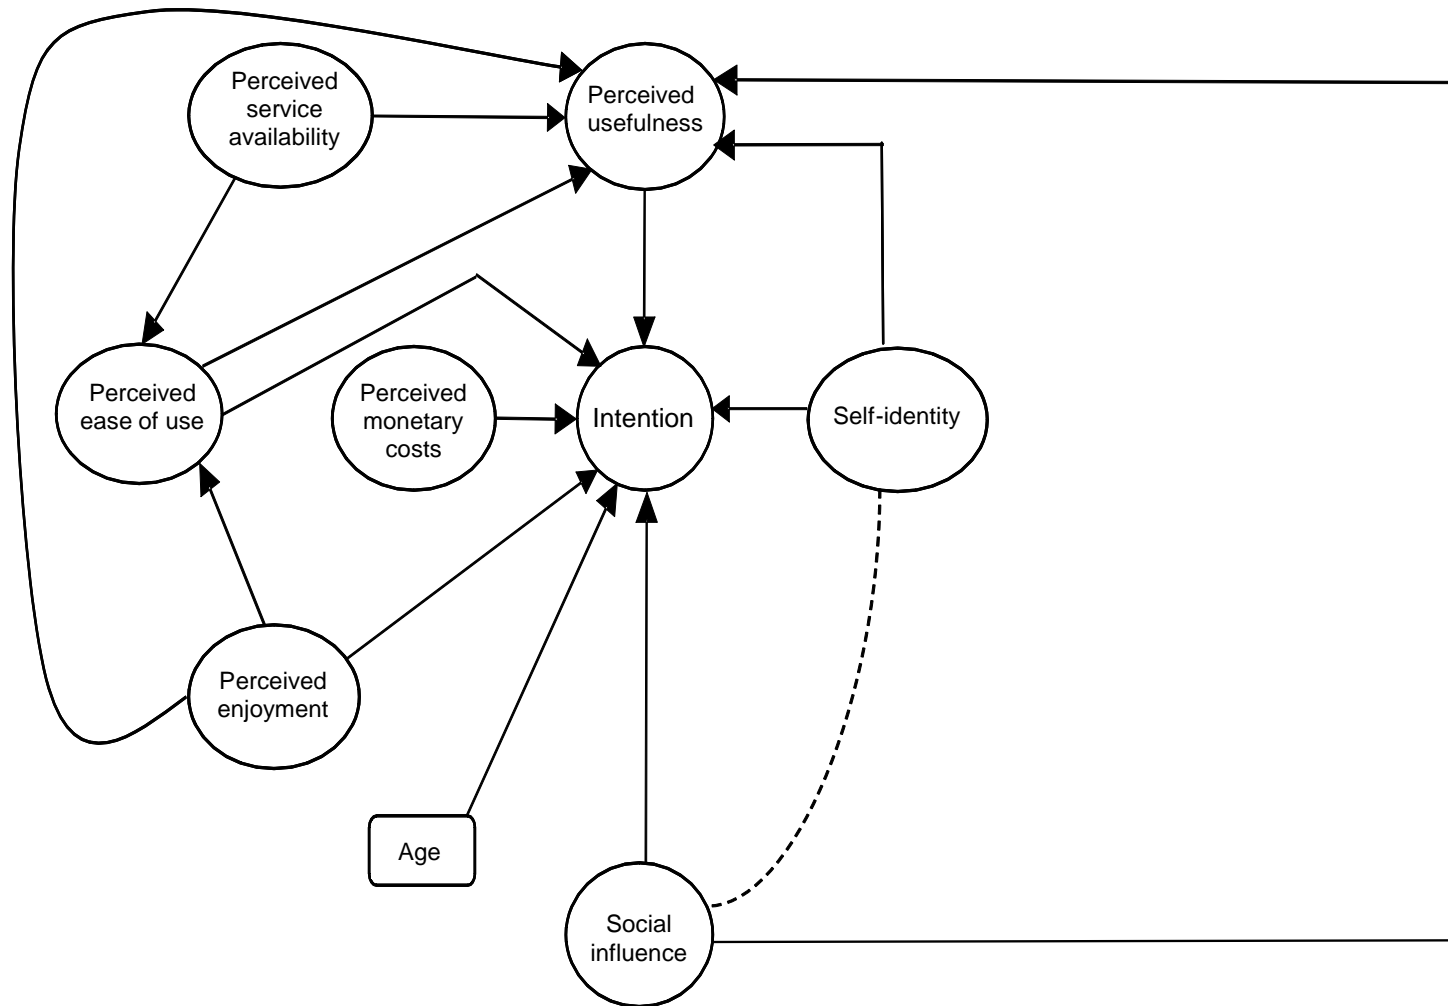 Perceived
service
availability
Perceived
usefulness
Perceived
ease of use
Perceived
monetary
costs
Intention
Self-identity
Perceived
enjoyment
Age
Social
influence